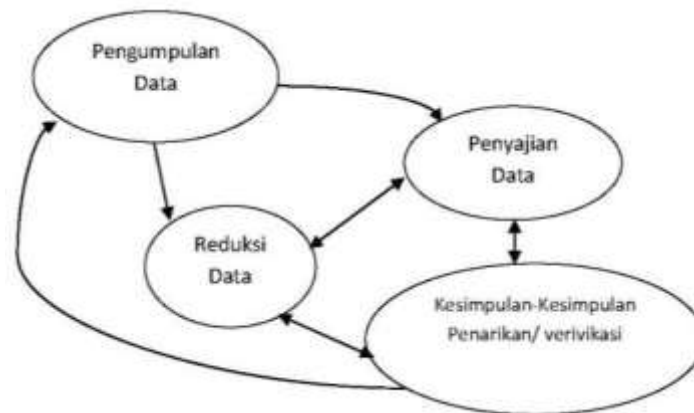 Pengumpulan
Data
Penyajian
Data
Reduksi
Data
Kesimpulan-Kesimpulan
Penarikan/ verivikasi